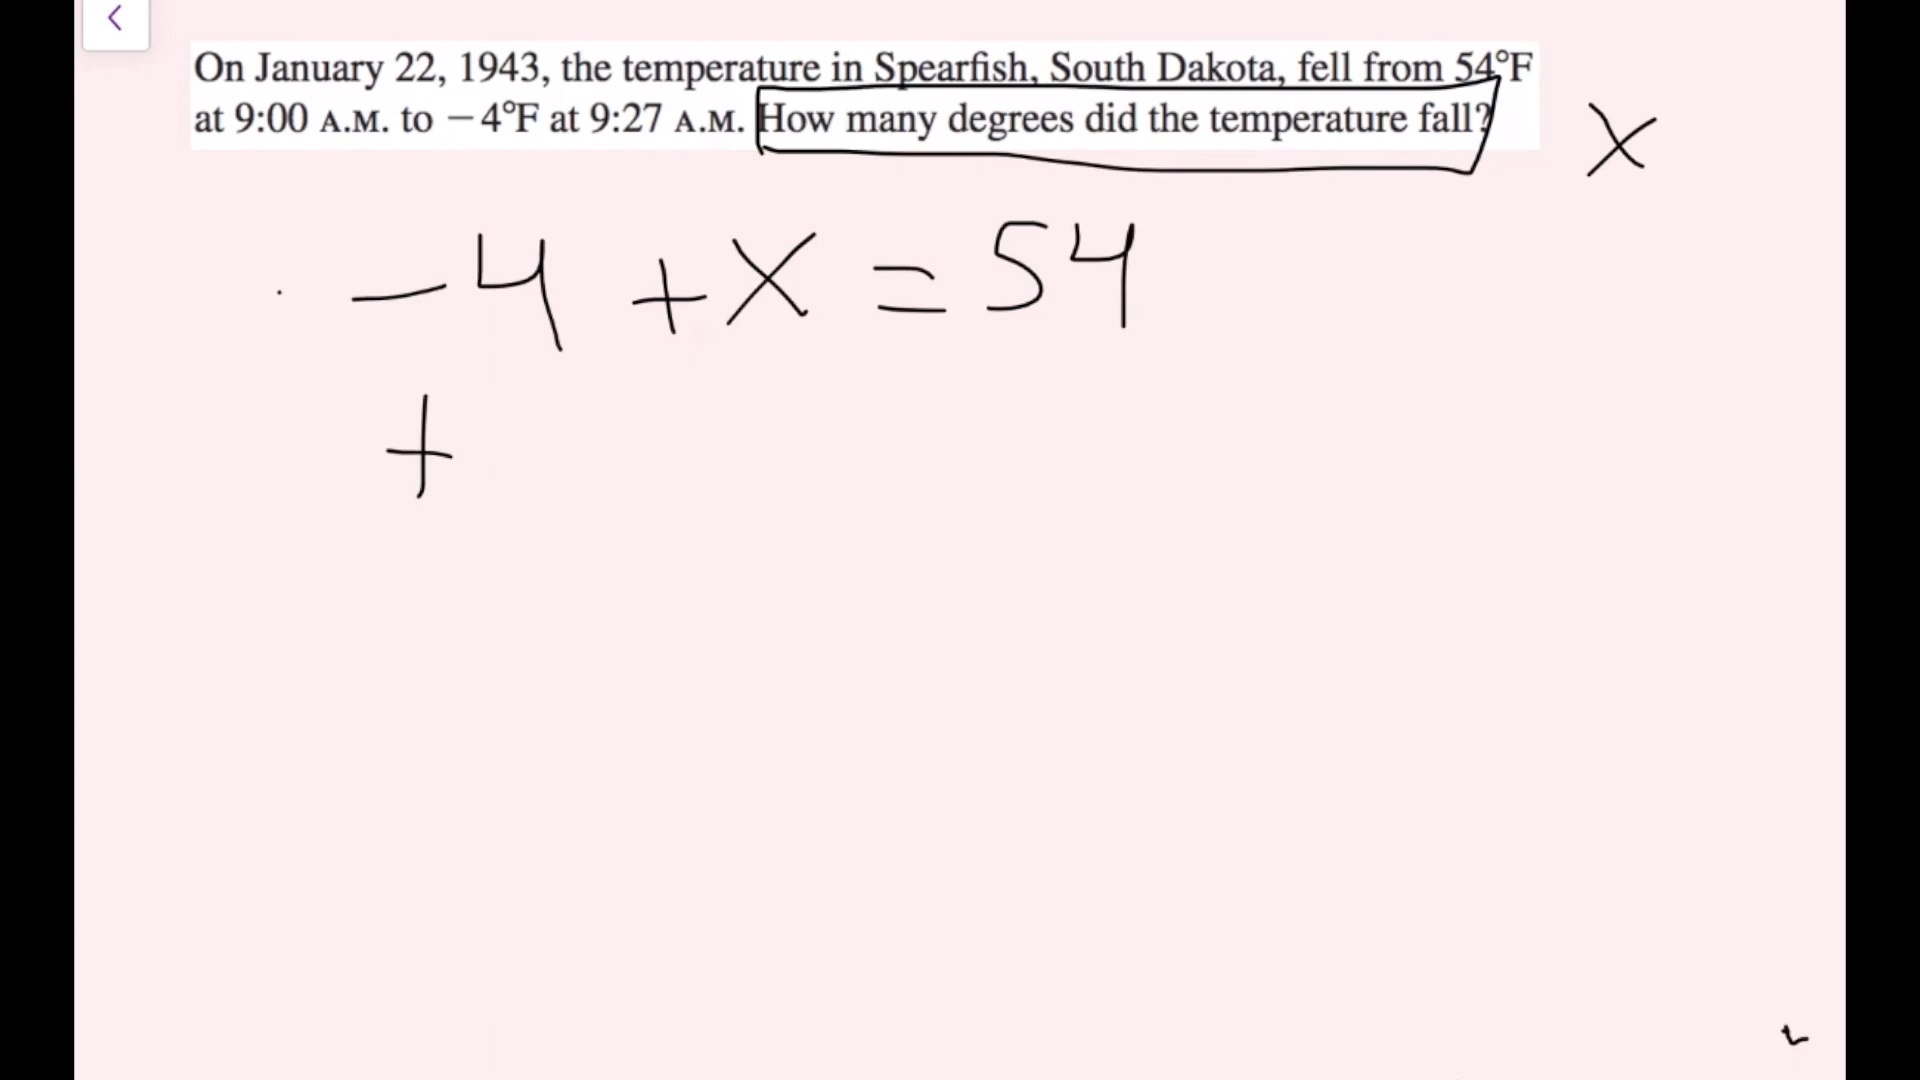 On January 22, 1943, the temperature in Spearfish, South Dakota, fell from 54°F
at 9:00 A.M. to −4°F at 9:27 A.M. How many degrees did the temperature fall?
x
-4 +x = 54
+